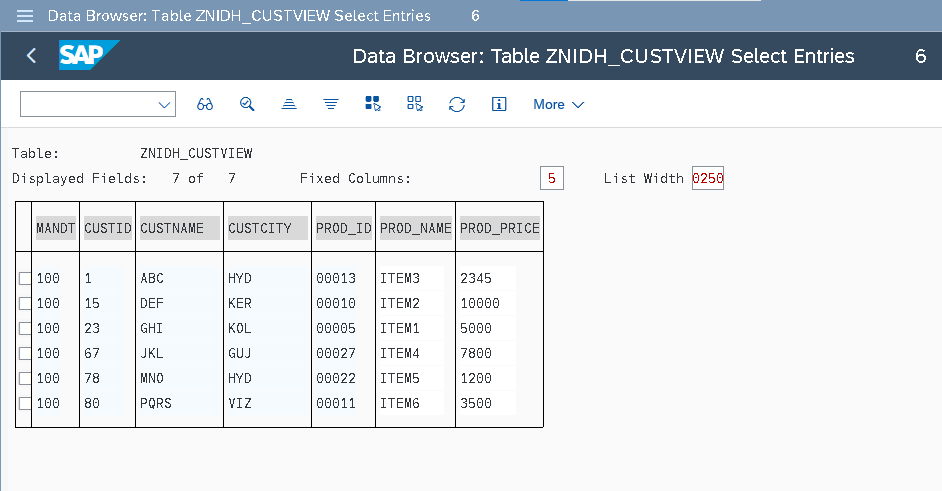 Data Browser: Table ZNIDH_CUSTVIEW Select Entries 6
SAP Data Browser: Table ZNIDH_CUSTVIEW Select Entries 6
More
Table: ZNIDH_CUSTVIEW
Displayed Fields: 7 of 7 Fixed Columns: 5 List Width 0250
MANDT CUSTID CUSTNAME CUSTCITY PROD_ID PROD_NAME PROD_PRICE
100 1 ABC HYD 00013 ITEM3 2345
100 15 DEF KER 00010 ITEM2 10000
100 23 GHI KOL 00005 ITEM1 5000
100 67 JKL GUJ 00027 ITEM4 7800
100 78 MNO HYD 00022 ITEM5 1200
100 80 PQRS VIZ 00011 ITEM6 3500